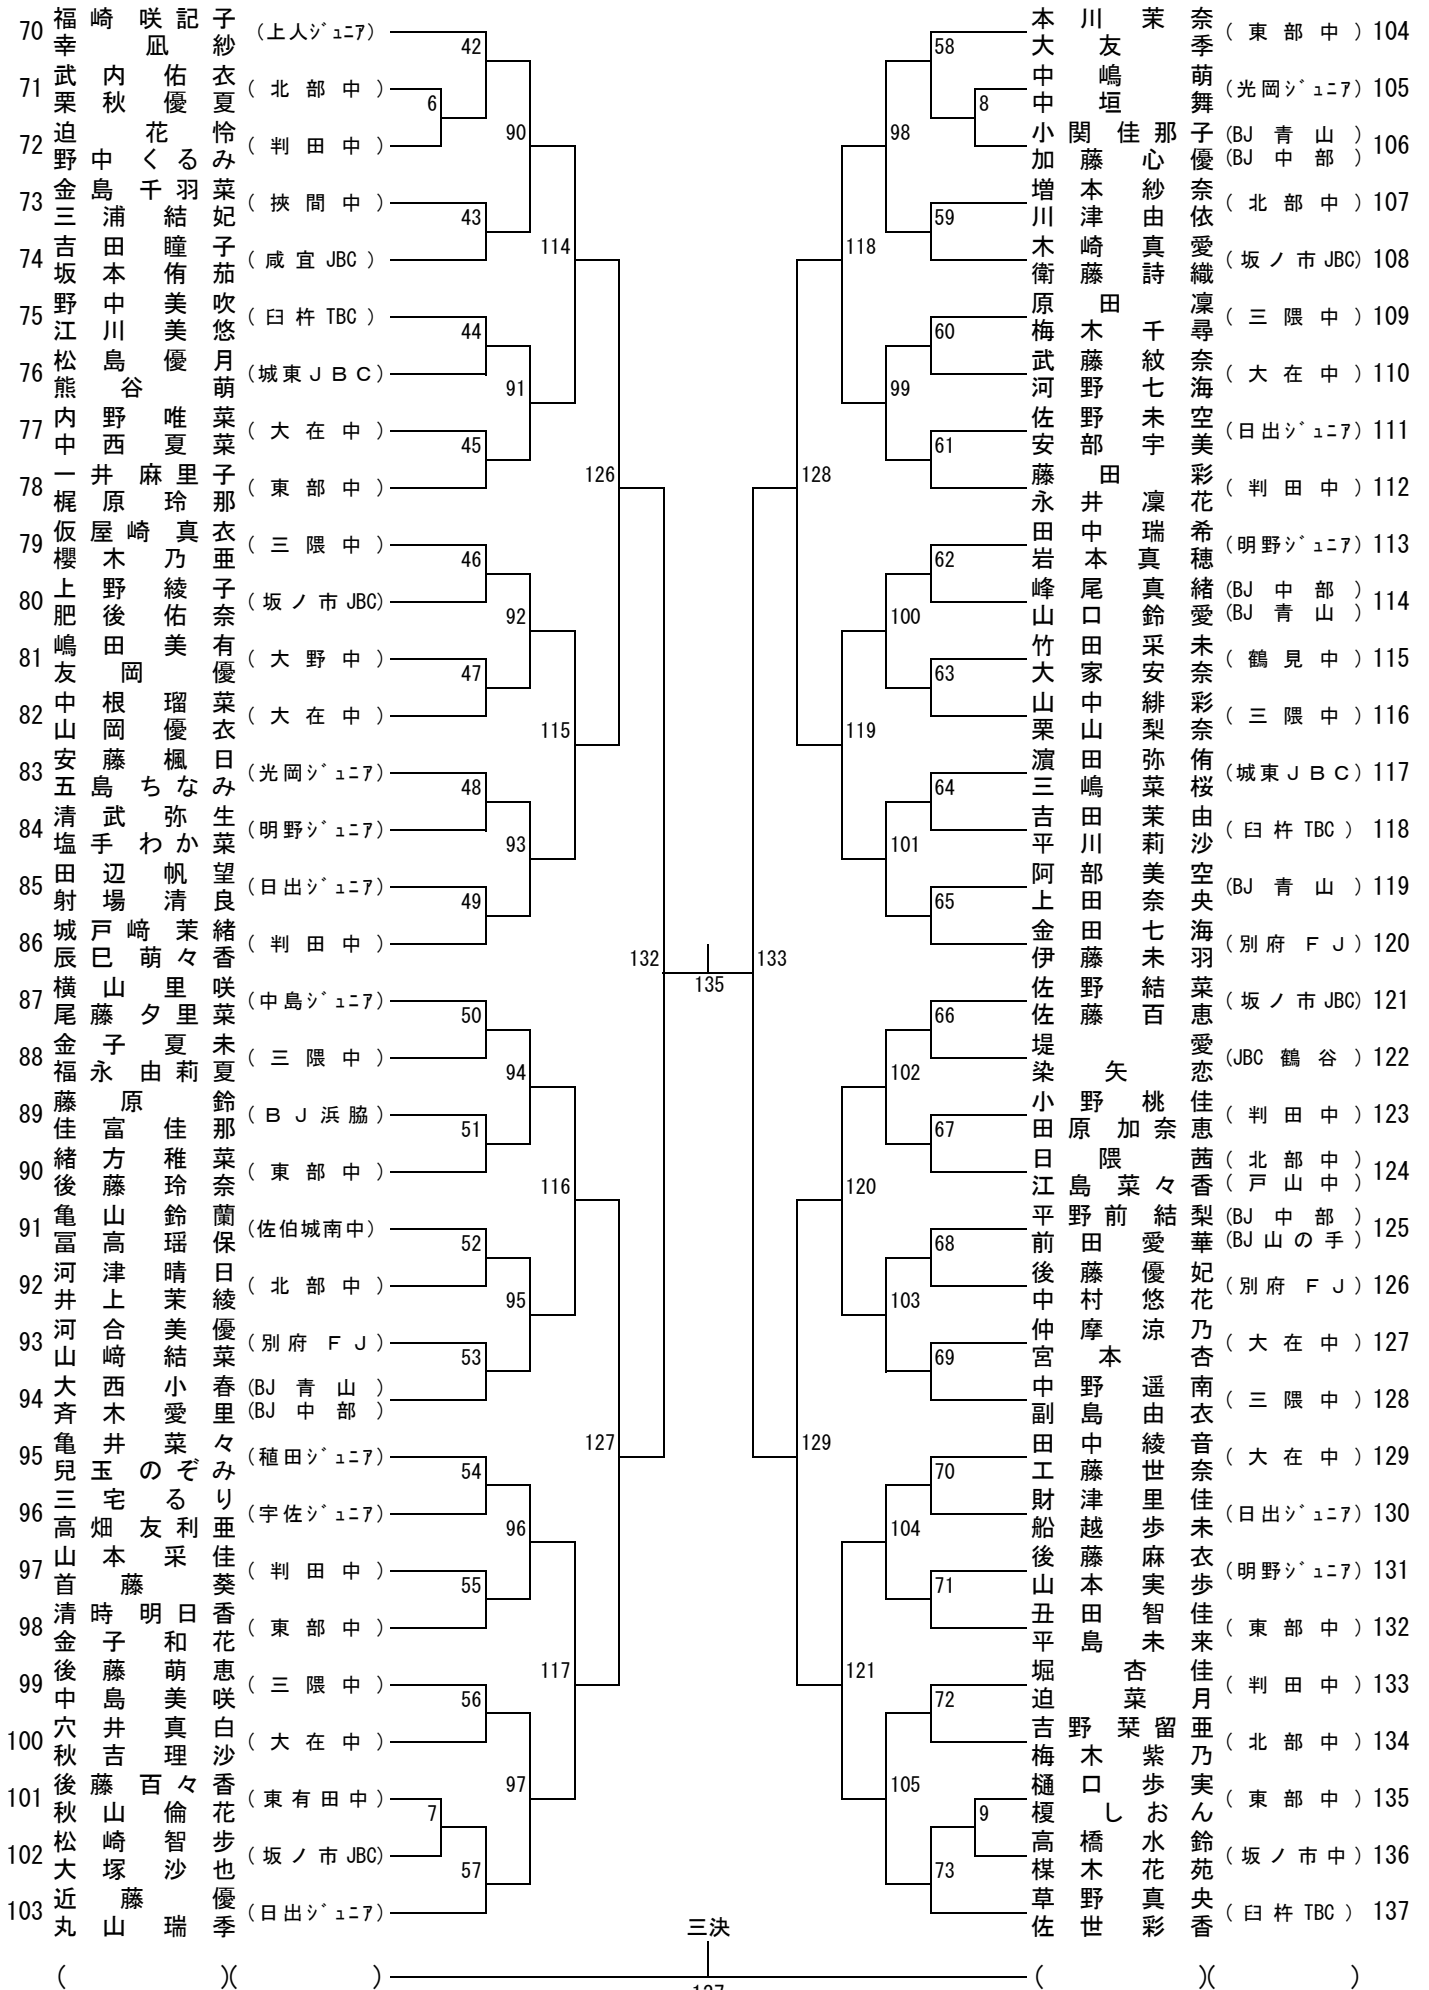 70 福崎咲記子 (上人ｼﾞｭﾆｱ)
幸凪紗
71 武内佑衣 (北部中)
栗秋優夏
72 迫花怜 (判田中)
野中くるみ
73 金島千羽菜 (挾間中)
三浦結妃
74 吉田瞳子 (咸宜JBC)
坂本侑茄
75 野中美吹 (臼杵TBC)
江川美悠
76 松島優月 (城東ＪＢＣ)
熊谷萌
77 内野唯菜 (大在中)
中西夏菜
78 一井麻里子 (東部中)
梶原玲那
79 仮屋崎真衣 (三隈中)
櫻木乃亜
80 上野綾子 (坂ノ市JBC)
肥後佑奈
81 嶋田美有 (大野中)
友岡優
82 中根瑠菜 (大在中)
山岡優衣
83 安藤楓日 (光岡ｼﾞｭﾆｱ)
五島ちなみ
84 清武弥生 (明野ｼﾞｭﾆｱ)
塩手わか菜
85 田辺帆望 (日出ｼﾞｭﾆｱ)
射場清良
86 城戸﨑茉緒 (判田中)
辰巳萌々香
87 横山里咲 (中島ｼﾞｭﾆｱ)
尾藤夕里菜
88 金子夏未 (三隈中)
福永由莉夏
89 藤原鈴 (ＢＪ浜脇)
佳富佳那
90 緒方稚菜 (東部中)
後藤玲奈
91 亀山鈴蘭 (佐伯城南中)
冨高瑶保
92 河津晴日 (北部中)
井上茉綾
93 河合美優 (別府ＦＪ)
山﨑結菜
94 大西小春 (BJ青山)
斉木愛里 (BJ中部)
95 亀井菜々 (稙田ｼﾞｭﾆｱ)
兒玉のぞみ
96 三宅るり (宇佐ｼﾞｭﾆｱ)
高畑友利亜
97 山本采佳 (判田中)
首藤葵
98 清時明日香 (東部中)
金子和花
99 後藤萌恵 (三隈中)
中島美咲
100 穴井真白 (大在中)
秋吉理沙
101 後藤百々香 (東有田中)
秋山倫花
102 松崎智歩 (坂ノ市JBC)
大塚沙也
103 近藤優 (日出ｼﾞｭﾆｱ)
丸山瑞季
( )( )
42
6
90
43
114
44
91
45
126
46
92
47
115
48
93
49
132
50
94
51
116
52
95
53
127
54
96
55
117
56
97
7
57
135
三決
137
133
58
8
98
59
118
60
99
61
128
62
100
63
119
64
101
65
66
102
67
120
68
103
69
129
70
104
71
121
72
105
9
73
本川茉奈 (東部中) 104
大友季
中嶋萌 (光岡ｼﾞｭﾆｱ) 105
中垣舞
小関佳那子 (BJ青山) 106
加藤心優 (BJ中部)
増本紗奈 (北部中) 107
川津由依
木崎真愛 (坂ノ市JBC) 108
衛藤詩織
原田凜 (三隈中) 109
梅木千尋
武藤紋奈 (大在中) 110
河野七海
佐野未空 (日出ｼﾞｭﾆｱ) 111
安部宇美
藤田彩 (判田中) 112
永井凜花
田中瑞希 (明野ｼﾞｭﾆｱ) 113
岩本真穂
峰尾真緒 (BJ中部) 114
山口鈴愛 (BJ青山)
竹田采未 (鶴見中) 115
大家安奈
山中緋彩 (三隈中) 116
栗山梨奈
濵田弥侑 (城東ＪＢＣ) 117
三嶋菜桜
吉田茉由 (臼杵TBC) 118
平川莉沙
阿部美空 (BJ青山) 119
上田奈央
金田七海 (別府ＦＪ) 120
伊藤未羽
佐野結菜 (坂ノ市JBC) 121
佐藤百恵
堤愛 (JBC鶴谷) 122
染矢恋
小野桃佳 (判田中) 123
田原加奈恵
日隈茜 (北部中) 124
江島菜々香 (戸山中)
平野前結梨 (BJ中部) 125
前田愛華 (BJ山の手)
後藤優妃 (別府ＦＪ) 126
中村悠花
仲摩涼乃 (大在中) 127
宮本杏
中野遥南 (三隈中) 128
副島由衣
田中綾音 (大在中) 129
工藤世奈
財津里佳 (日出ｼﾞｭﾆｱ) 130
船越歩未
後藤麻衣 (明野ｼﾞｭﾆｱ) 131
山本実歩
丑田智佳 (東部中) 132
平島未来
堀杏佳 (判田中) 133
迫菜月
吉野栞留亜 (北部中) 134
梅木紫乃
樋口歩実 (東部中) 135
榎しおん
高橋水鈴 (坂ノ市中) 136
楳木花苑
草野真央 (臼杵TBC) 137
佐世彩香
( )( )